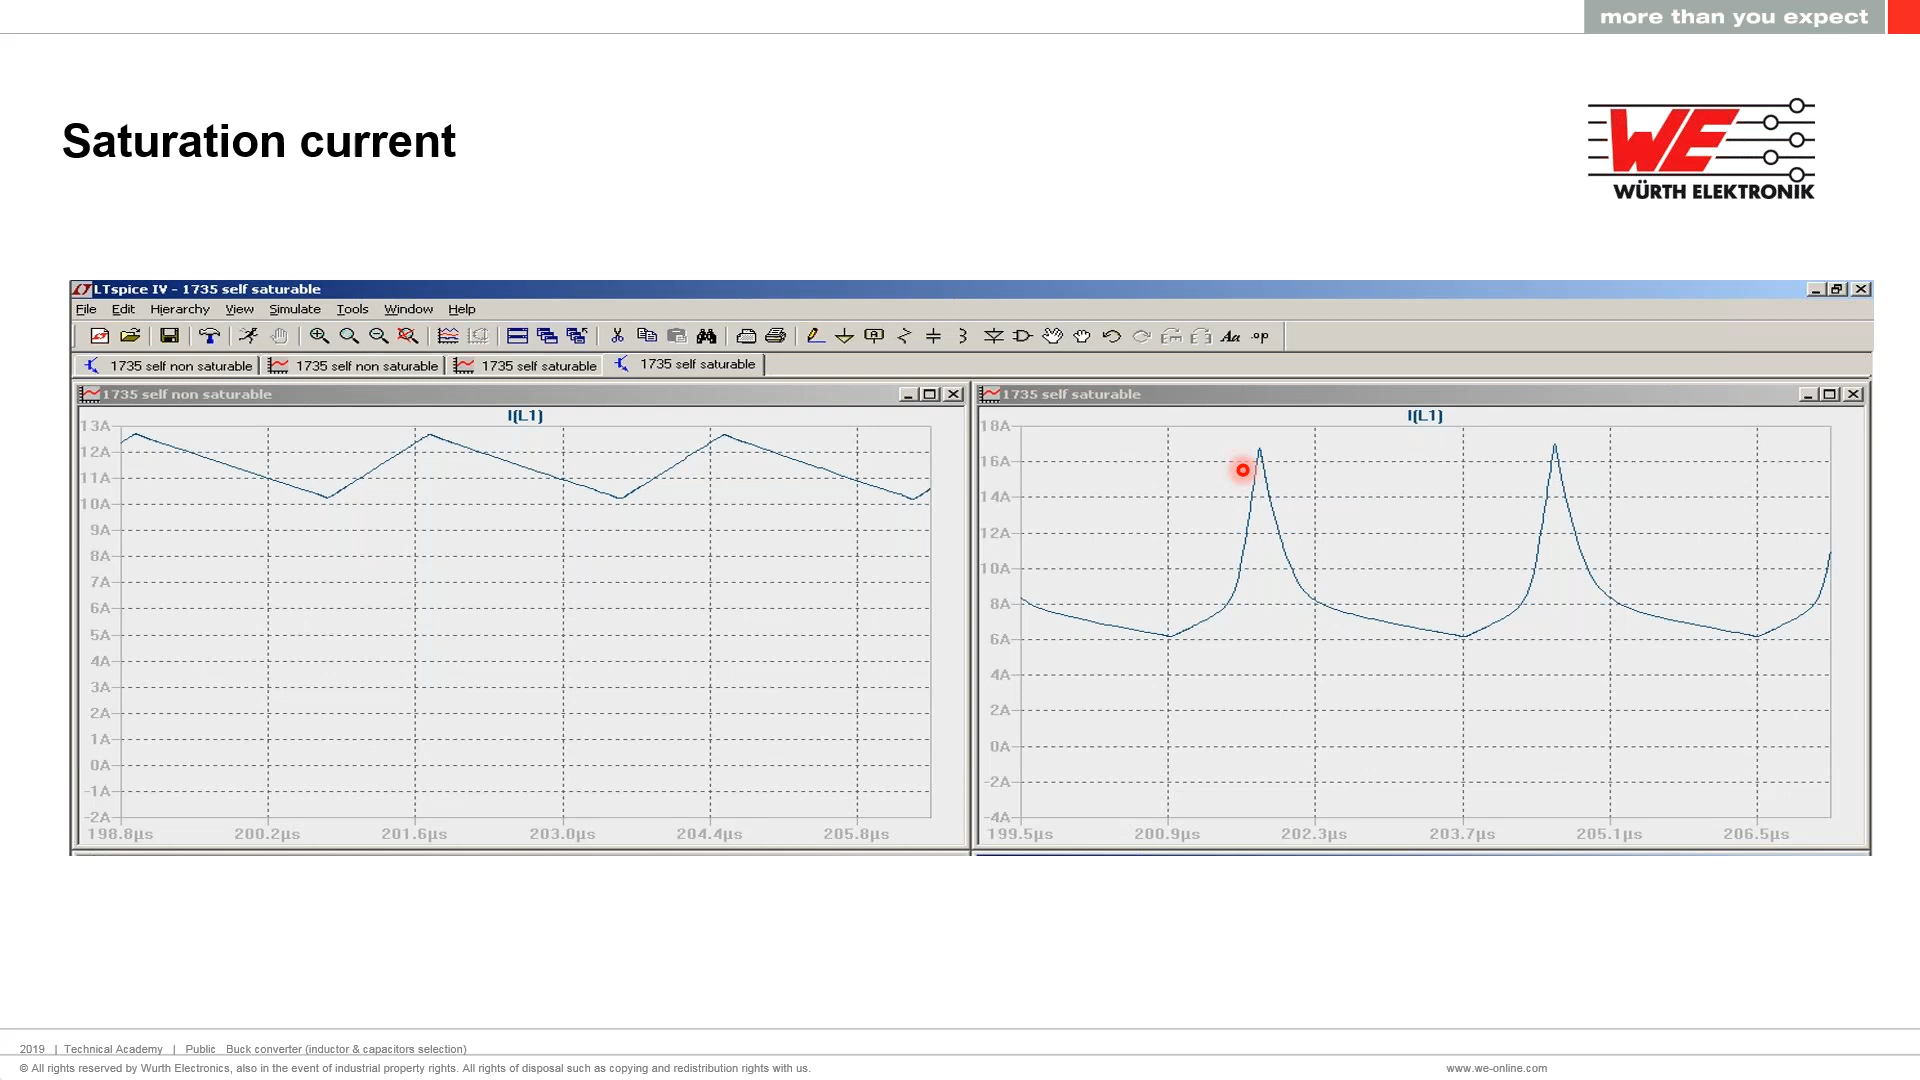 more than you expect
Saturation current
WE
WÜRTH ELEKTRONIK
LTspice IV - 1735 self saturable
File Edit Hierarchy View Simulate Tools Window Help
Aa .op
1735 self non saturable 1735 self non saturable 1735 self saturable 1735 self saturable
1735 self non saturable
I(L1)
13A
12A
11A
10A
9A
8A
7A
6A
5A
4A
3A
2A
1A
0A
-1A
-2A
198.8µs 200.2µs 201.6µs 203.0µs 204.4µs 205.8µs
1735 self saturable
I(L1)
18A
16A
14A
12A
10A
8A
6A
4A
2A
0A
-2A
-4A
199.5µs 200.9µs 202.3µs 203.7µs 205.1µs 206.5µs
2019 | Technical Academy | Public Buck converter (inductor & capacitors selection)
© All rights reserved by Wurth Electronics, also in the event of industrial property rights. All rights of disposal such as copying and redistribution rights with us.
www.we-online.com